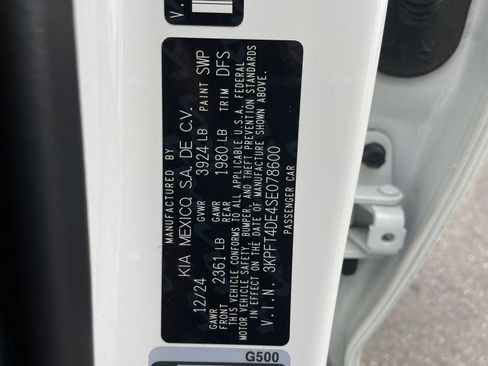 MANUFACTURED BY
KIA MEXICO, S.A. DE C.V.
12/24 GVWR 3924 LB PAINT SWP
GAWR FRONT 2361 LB GAWR REAR 1980 LB TRIM DFS
THIS VEHICLE CONFORMS TO ALL APPLICABLE U.S.A. FEDERAL
MOTOR VEHICLE SAFETY, BUMPER, AND THEFT PREVENTION STANDARDS
IN EFFECT ON THE DATE OF MANUFACTURE SHOWN ABOVE.
V.I.N. 3KPFT4DE4SE078600
PASSENGER CAR
G500
V